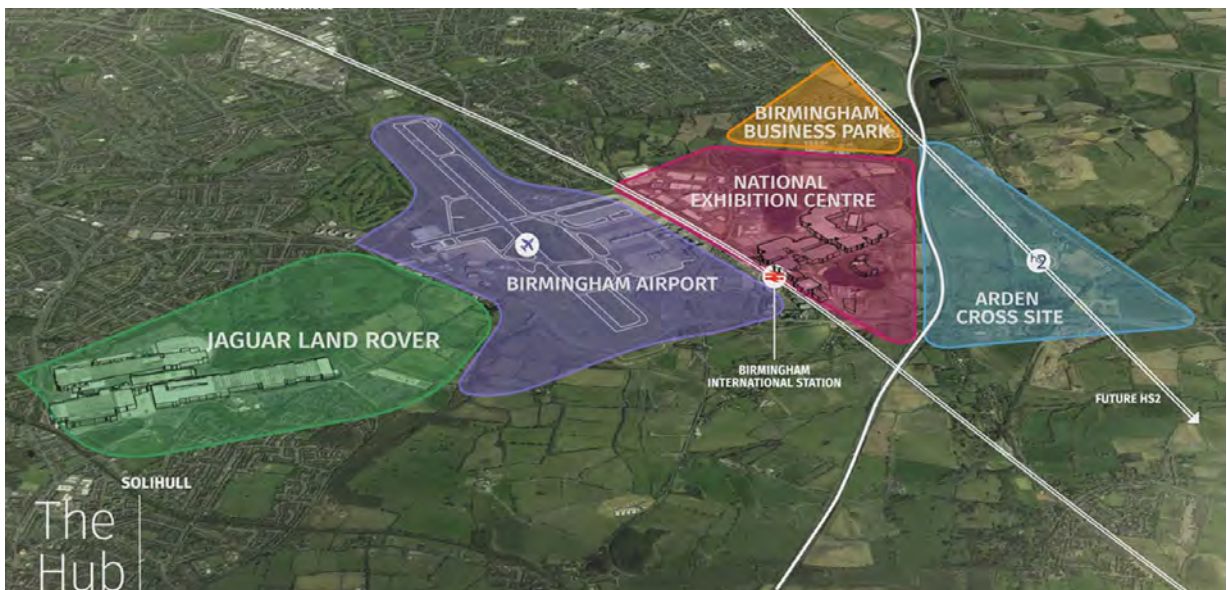 BIRMINGHAM
BUSINESS PARK
NATIONAL
EXHIBITION CENTRE
BIRMINGHAM AIRPORT
hs2
ARDEN
CROSS SITE
JAGUAR LAND ROVER
BIRMINGHAM
INTERNATIONAL STATION
FUTURE HS2
SOLIHULL
The
Hub